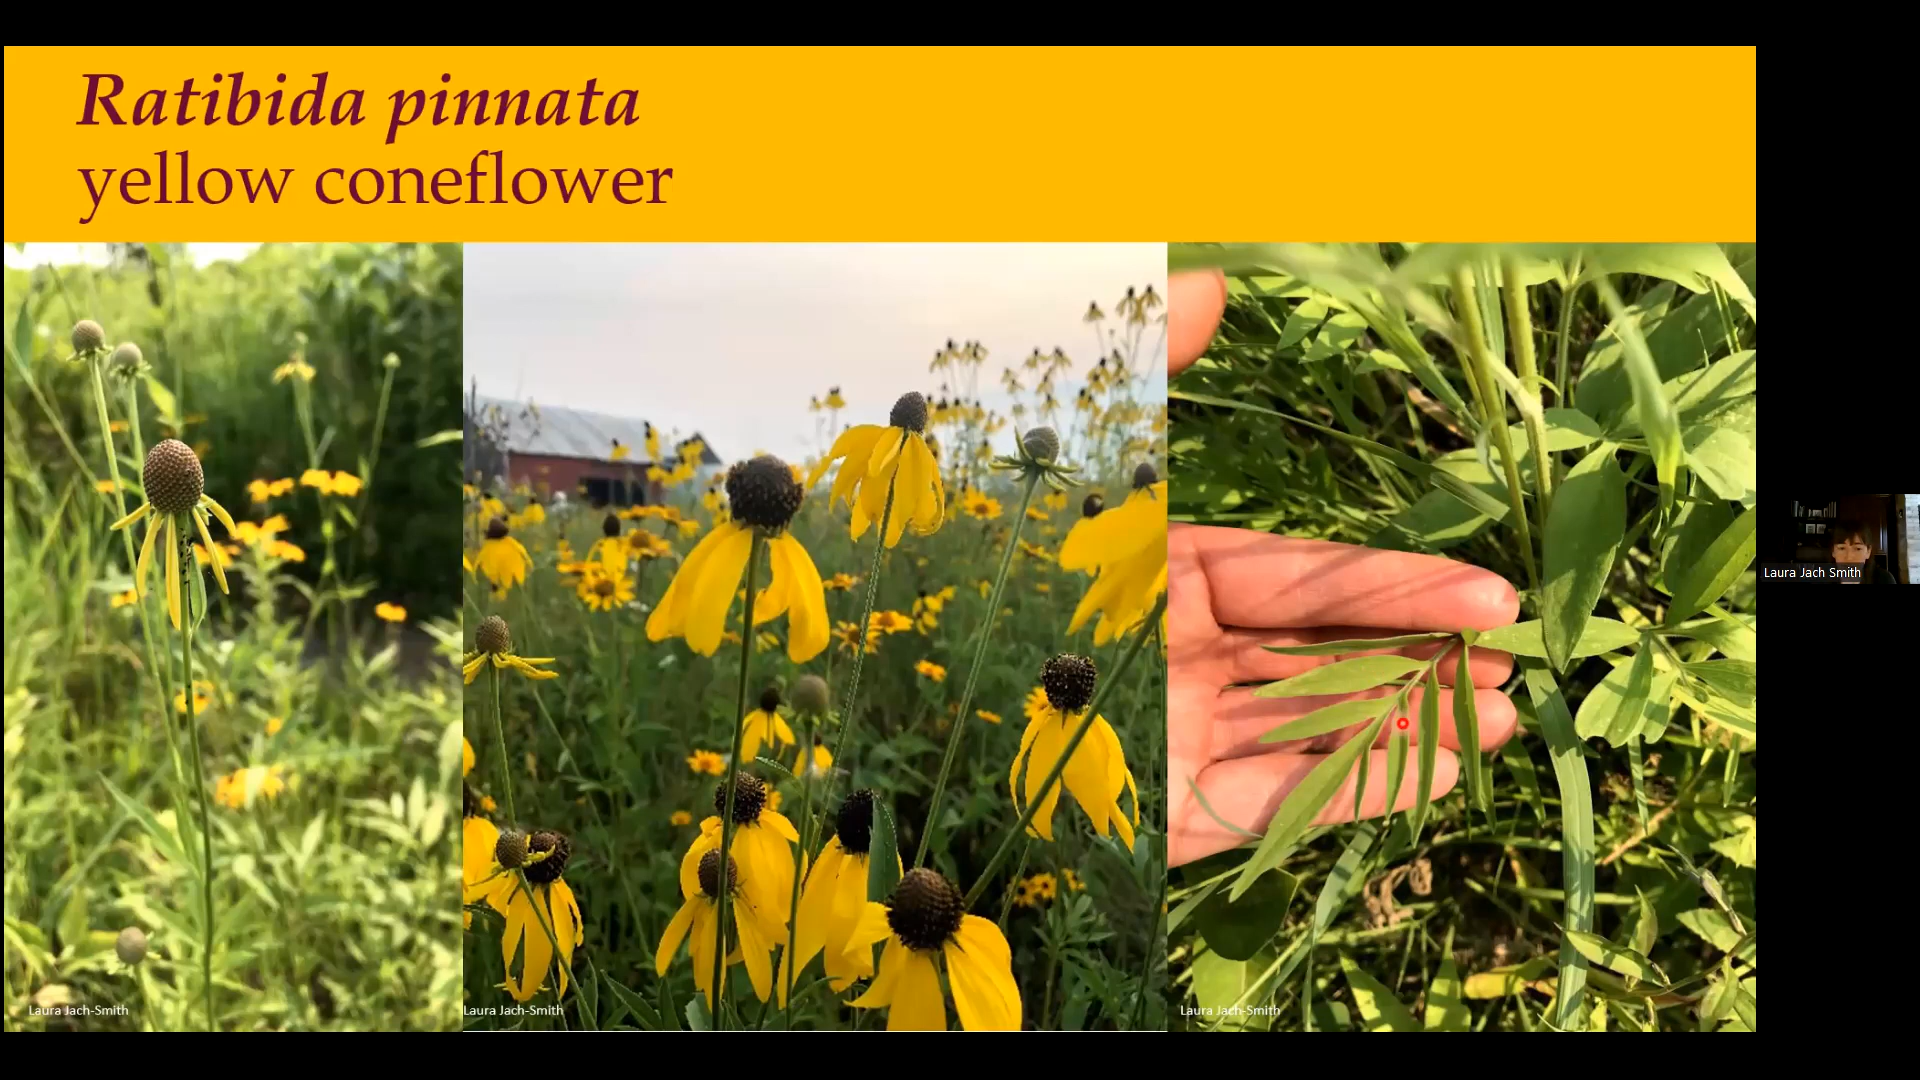 Ratibida pinnata
yellow coneflower
Laura Jach-Smith
Laura Jach-Smith
Laura Jach-Smith
Laura Jach Smith